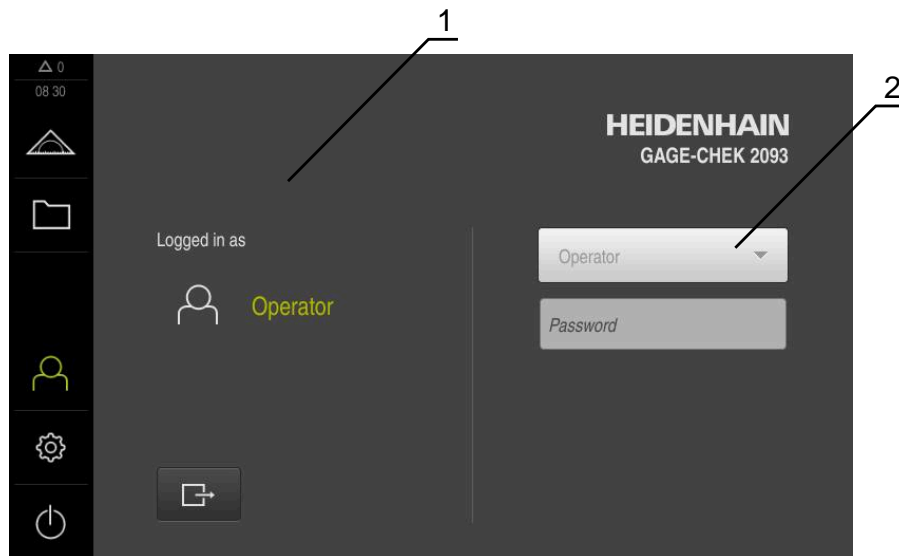 1
2
0
08 30
HEIDENHAIN
GAGE-CHEK 2093
Logged in as
Operator
Operator
Password